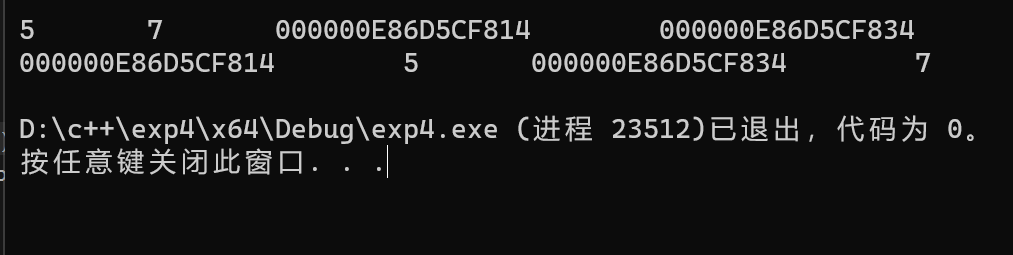 5       7       000000E86D5CF814        000000E86D5CF834
000000E86D5CF814        5       000000E86D5CF834        7
D:\c++\exp4\x64\Debug\exp4.exe (进程 23512)已退出，代码为 0。
按任意键关闭此窗口. . .